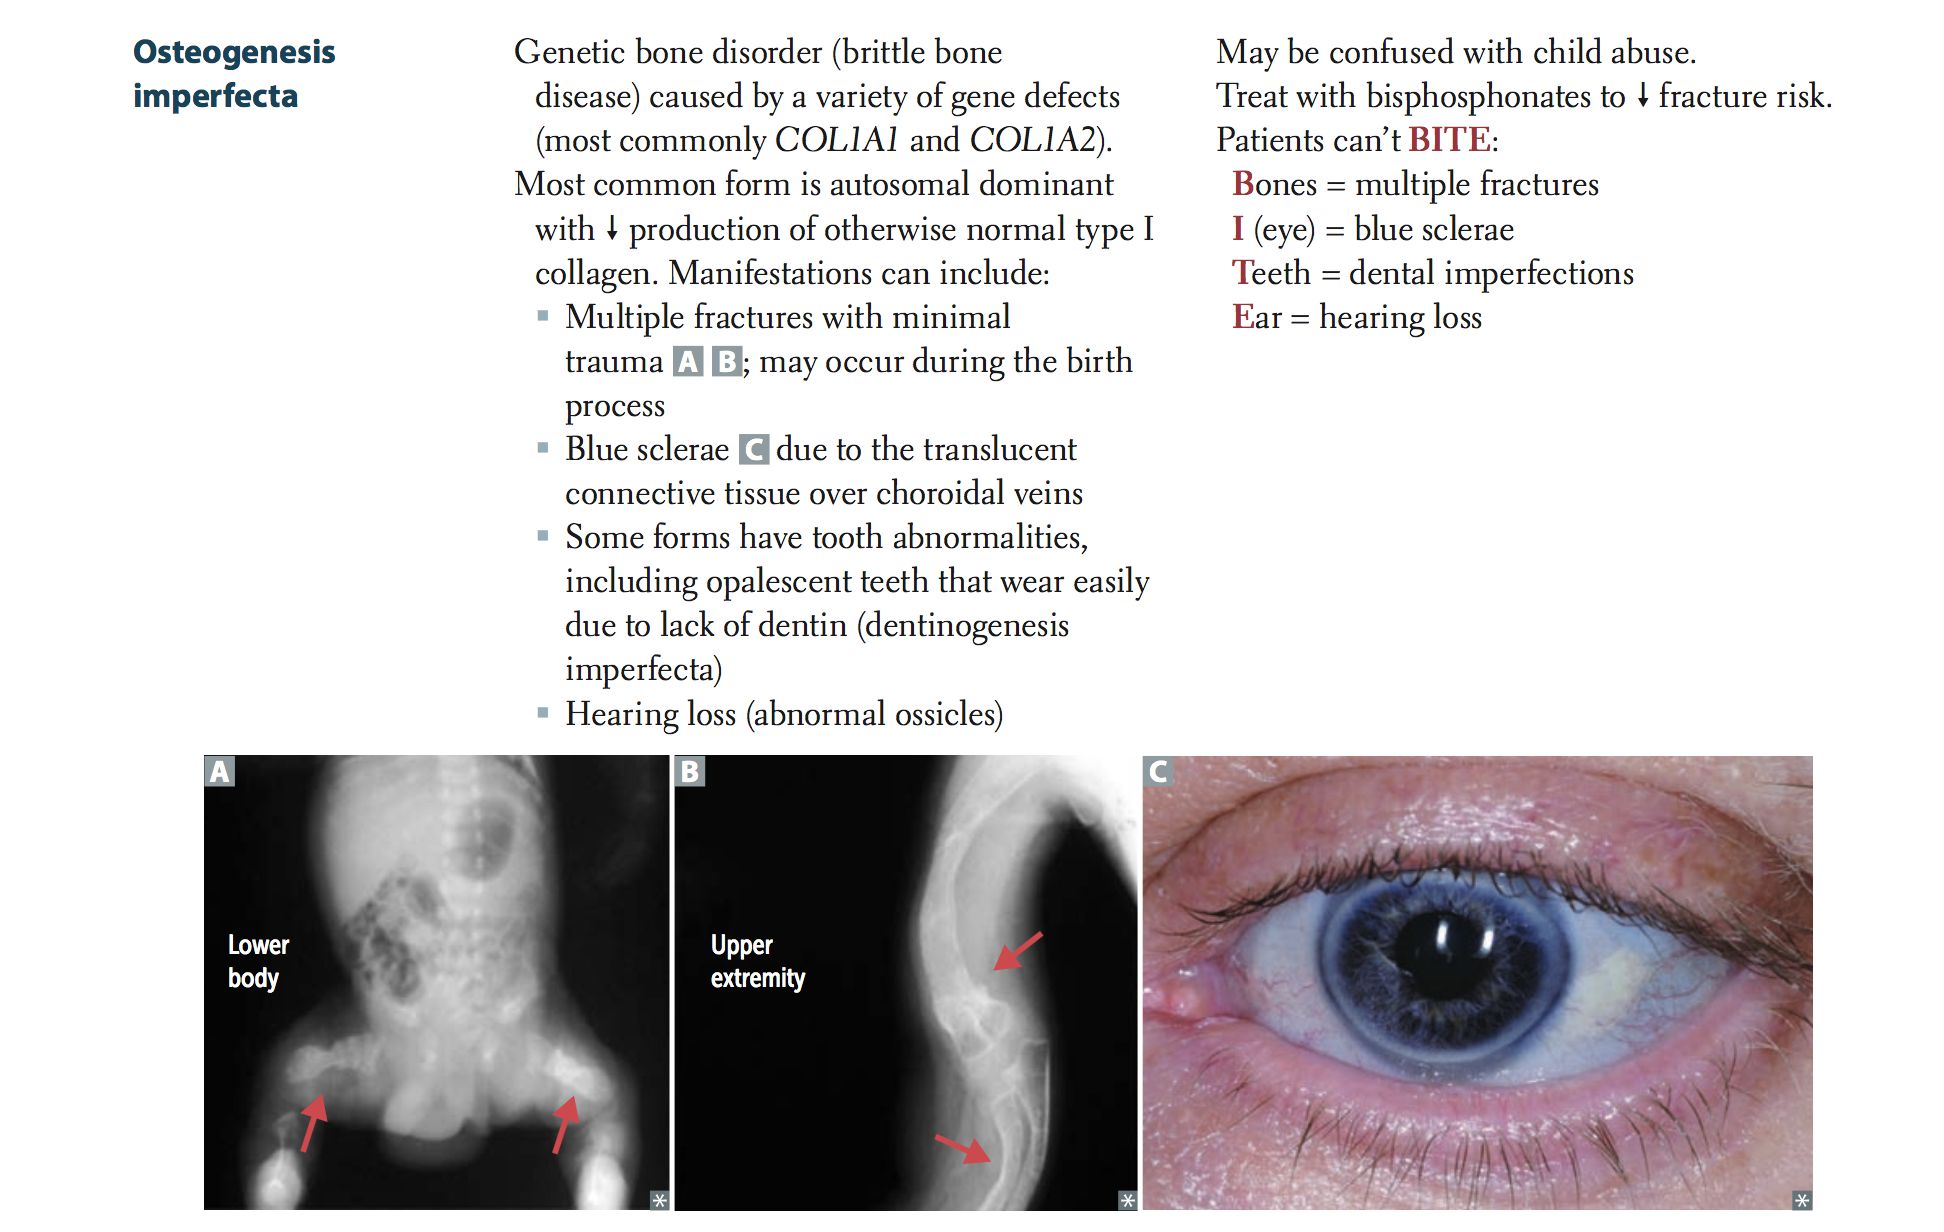 Osteogenesis
imperfecta
Genetic bone disorder (brittle bone
disease) caused by a variety of gene defects
(most commonly COL1A1 and COL1A2).
Most common form is autosomal dominant
with ↓ production of otherwise normal type I
collagen. Manifestations can include:
▪ Multiple fractures with minimal
trauma A B; may occur during the birth
process
▪ Blue sclerae C due to the translucent
connective tissue over choroidal veins
▪ Some forms have tooth abnormalities,
including opalescent teeth that wear easily
due to lack of dentin (dentinogenesis
imperfecta)
▪ Hearing loss (abnormal ossicles)
May be confused with child abuse.
Treat with bisphosphonates to ↓ fracture risk.
Patients can't BITE:
Bones = multiple fractures
I (eye) = blue sclerae
Teeth = dental imperfections
Ear = hearing loss
A
Lower
body
*
B
Upper
extremity
*
C
*